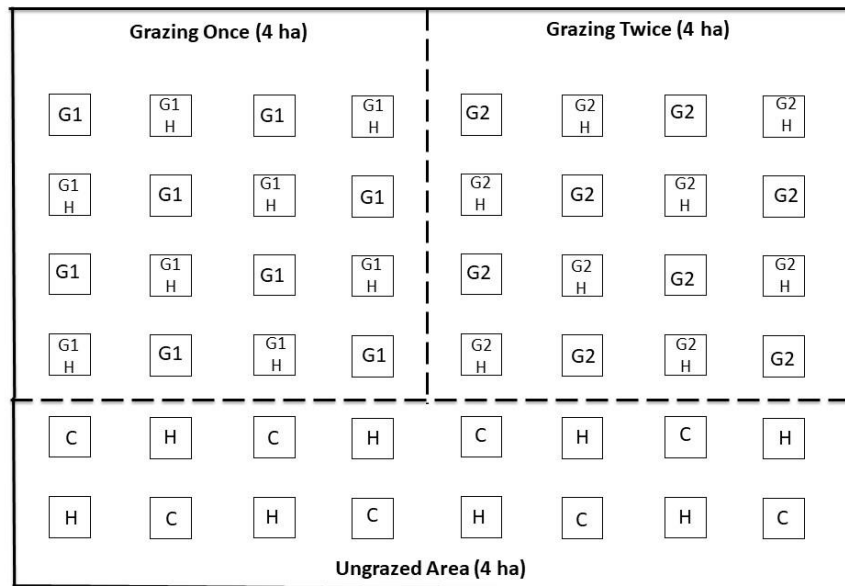 Grazing Once (4 ha) Grazing Twice (4 ha)
G1 G1 G1 G1 G2 G2 G2 G2
H H H H
G1 G1 G1 G1 G2 G2 G2 G2
H H H H
G1 G1 G1 G1 G2 G2 G2 G2
H H H H
G1 G1 G1 G1 G2 G2 G2 G2
H H H H
C H C H C H C H
H C H C H C H C
Ungrazed Area (4 ha)